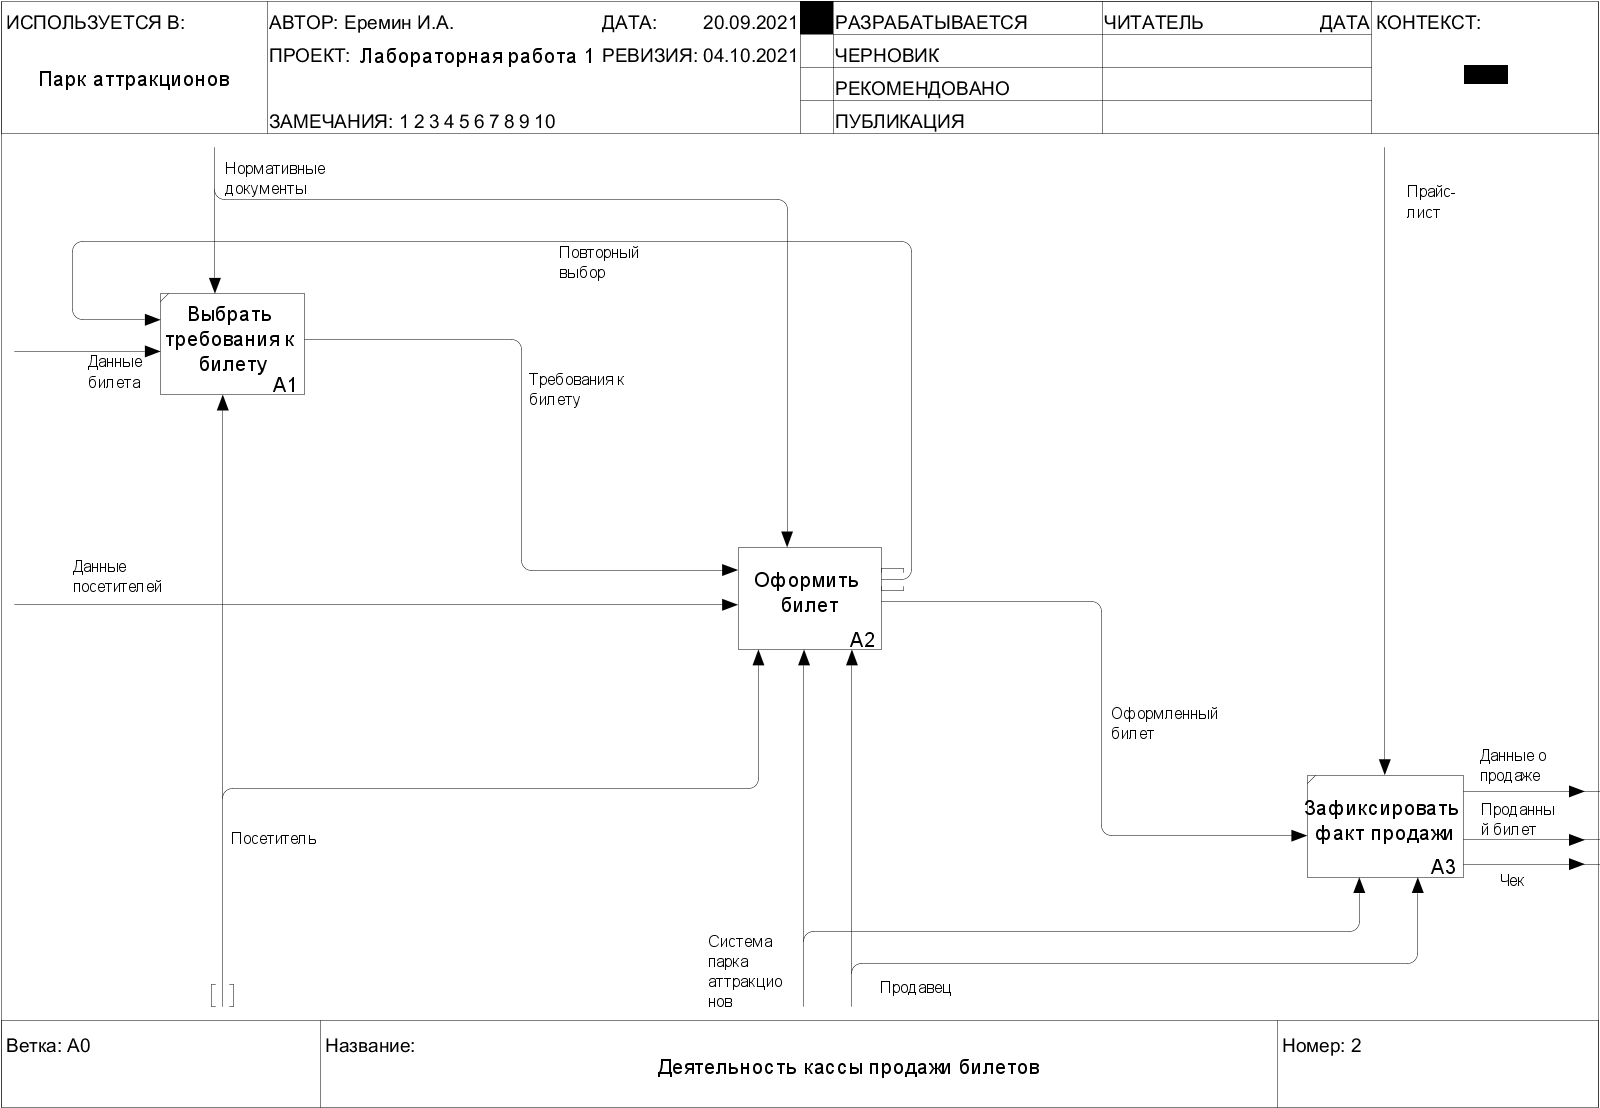 ИСПОЛЬЗУЕТСЯ В:
Парк аттракционов
АВТОР: Еремин И.А.
ДАТА: 20.09.2021
ПРОЕКТ: Лабораторная работа 1
РЕВИЗИЯ: 04.10.2021
ЗАМЕЧАНИЯ: 1 2 3 4 5 6 7 8 9 10
РАЗРАБАТЫВАЕТСЯ
ЧЕРНОВИК
РЕКОМЕНДОВАНО
ПУБЛИКАЦИЯ
ЧИТАТЕЛЬ ДАТА
КОНТЕКСТ:
Нормативные
документы
Прайс-
лист
Повторный
выбор
Выбрать
требования к
билету
A1
Данные
билета
Требования к
билету
Данные
посетителей
Оформить
билет
A2
Оформленный
билет
Данные о
продаже
Проданны
й билет
Чек
Зафиксировать
факт продажи
A3
Посетитель
Система
парка
аттракцио
нов
Продавец
Ветка: A0
Название:
Деятельность кассы продажи билетов
Номер: 2